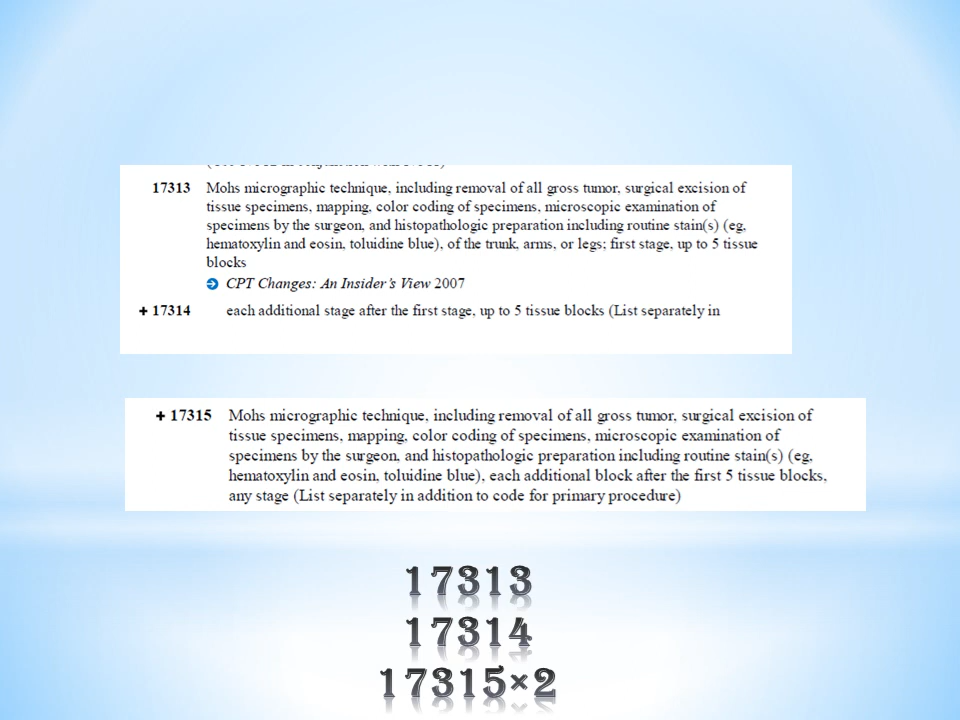 17313 Mohs micrographic technique, including removal of all gross tumor, surgical excision of
tissue specimens, mapping, color coding of specimens, microscopic examination of
specimens by the surgeon, and histopathologic preparation including routine stain(s) (eg,
hematoxylin and eosin, toluidine blue), of the trunk, arms, or legs; first stage, up to 5 tissue
blocks
CPT Changes: An Insider's View 2007
+ 17314 each additional stage after the first stage, up to 5 tissue blocks (List separately in
+ 17315 Mohs micrographic technique, including removal of all gross tumor, surgical excision of
tissue specimens, mapping, color coding of specimens, microscopic examination of
specimens by the surgeon, and histopathologic preparation including routine stain(s) (eg,
hematoxylin and eosin, toluidine blue), each additional block after the first 5 tissue blocks,
any stage (List separately in addition to code for primary procedure)
17313
17314
17315×2